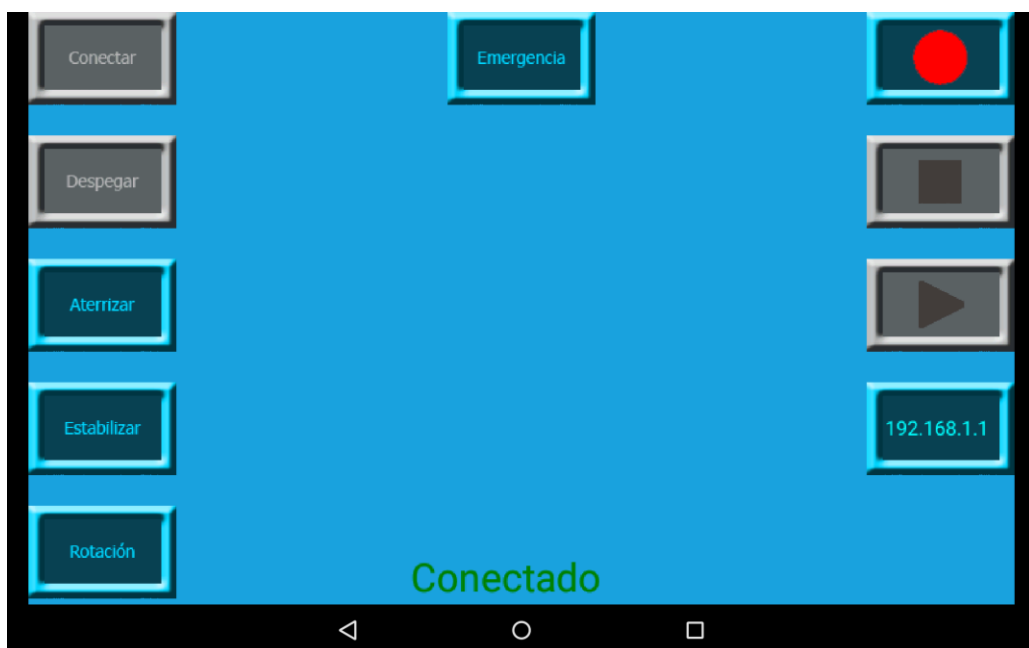 Conectar
Emergencia
Despegar
Aterrizar
Estabilizar
192.168.1.1
Rotación
Conectado